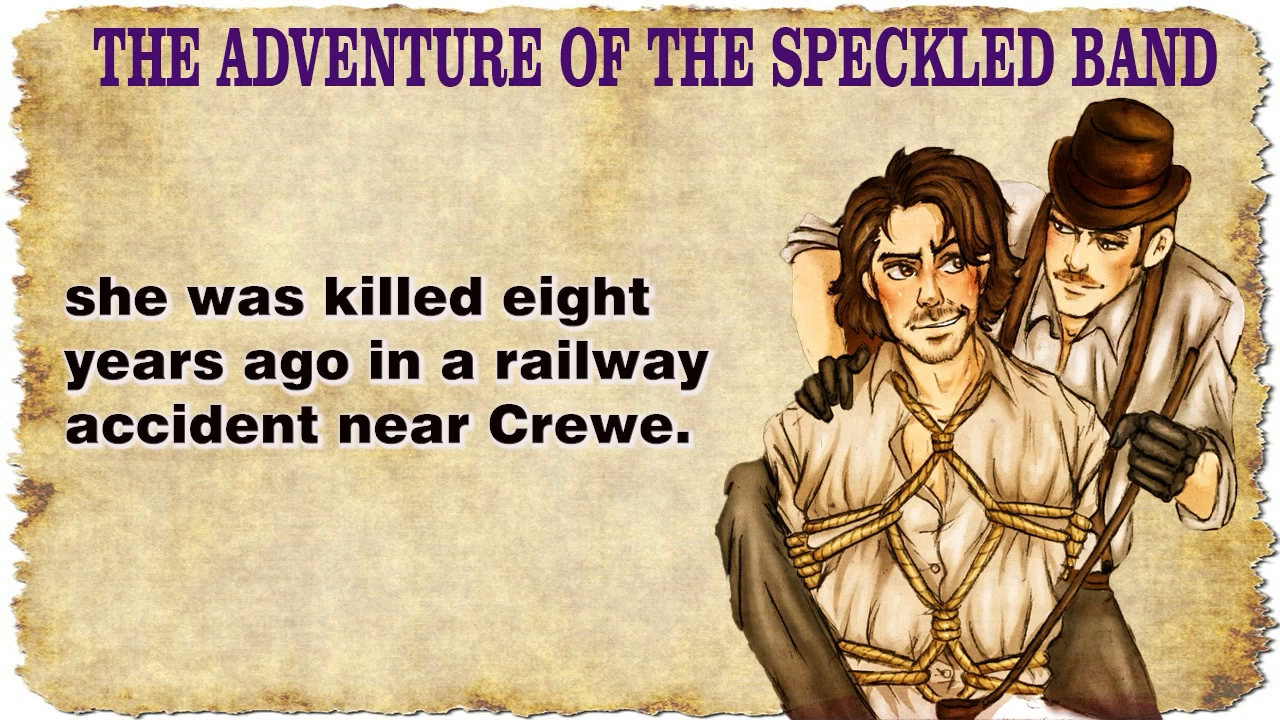 THE ADVENTURE OF THE SPECKLED BAND
she was killed eight
years ago in a railway
accident near Crewe.